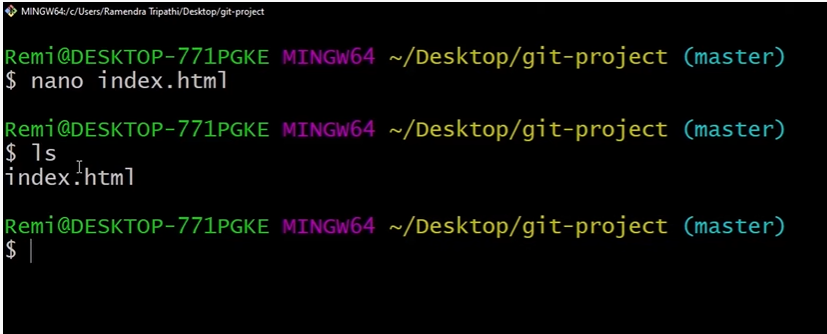 MINGW64:/c/Users/Ramendra Tripathi/Desktop/git-project
Remi@DESKTOP-771PGKE MINGW64 ~/Desktop/git-project (master)
$ nano index.html
Remi@DESKTOP-771PGKE MINGW64 ~/Desktop/git-project (master)
$ ls
index.html
Remi@DESKTOP-771PGKE MINGW64 ~/Desktop/git-project (master)
$